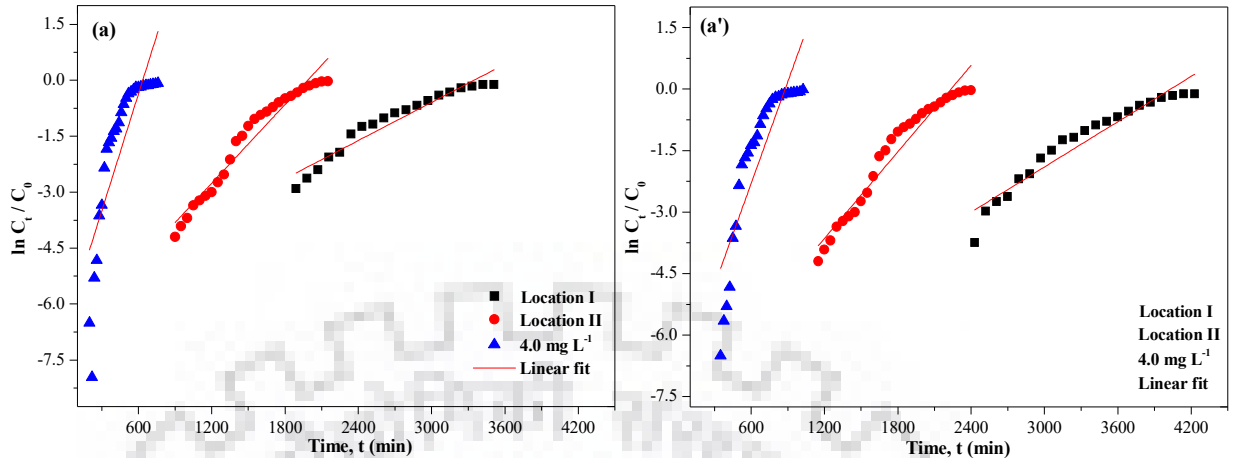 (a)
1.5
0.0
-1.5
-3.0
-4.5
-6.0
-7.5
ln Ct / C0
600 1200 1800 2400 3000 3600 4200
Time, t (min)
Location I
Location II
4.0 mg L-1
Linear fit
(a')
1.5
0.0
-1.5
-3.0
-4.5
-6.0
-7.5
ln Ct / C0
600 1200 1800 2400 3000 3600 4200
Time, t (min)
Location I
Location II
4.0 mg L-1
Linear fit